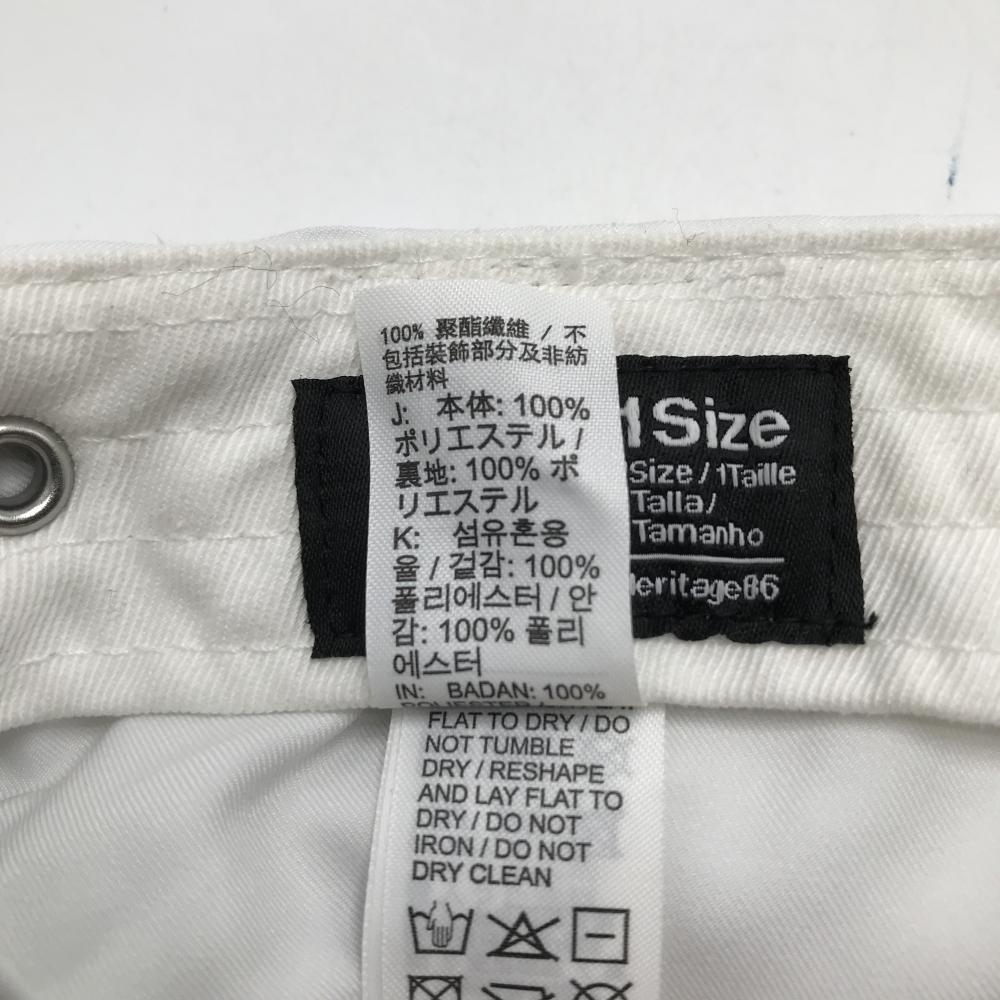 100% 聚酯纖維 / 不
包括裝飾部分及非紡
織材料
J: 本体: 100%
ポリエステル /
裏地: 100% ポ
リエステル
K: 섬유혼용
율 / 겉감: 100%
폴리에스터 / 안
감: 100% 폴리
에스터
IN: BADAN: 100%
FLAT TO DRY / DO
NOT TUMBLE
DRY / RESHAPE
AND LAY FLAT TO
DRY / DO NOT
IRON / DO NOT
DRY CLEAN
1 Size
Size / 1Taille
Talla /
Tamanho
eritage86